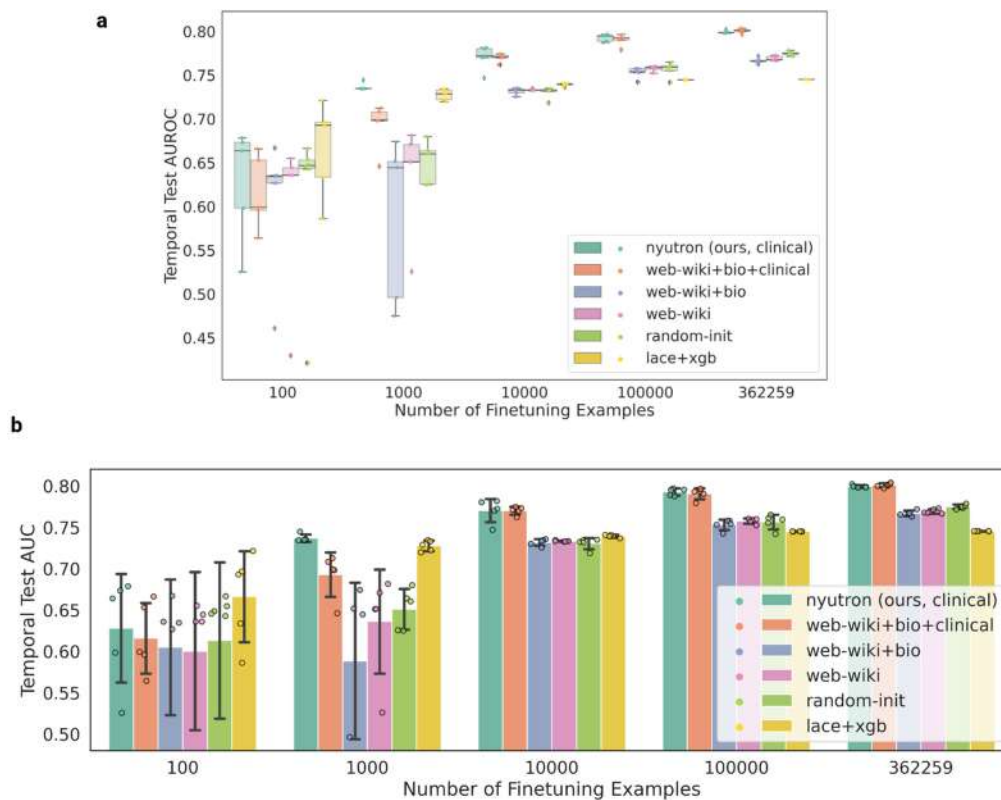 a
Temporal Test AUROC
0.80
0.75
0.70
0.65
0.60
0.55
0.50
0.45
nyutron (ours, clinical)
web-wiki+bio+clinical
web-wiki+bio
web-wiki
random-init
lace+xgb
100 1000 10000 100000 362259
Number of Finetuning Examples
b
Temporal Test AUC
0.80
0.75
0.70
0.65
0.60
0.55
0.50
nyutron (ours, clinical)
web-wiki+bio+clinical
web-wiki+bio
web-wiki
random-init
lace+xgb
100 1000 10000 100000 362259
Number of Finetuning Examples